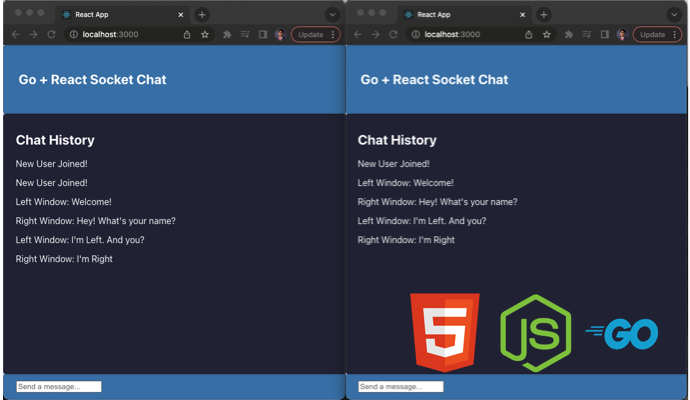 React App
localhost:3000
Update
Go + React Socket Chat
Chat History
New User Joined!
New User Joined!
Left Window: Welcome!
Right Window: Hey! What's your name?
Left Window: I'm Left. And you?
Right Window: I'm Right
Send a message...
React App
localhost:3000
Update
Go + React Socket Chat
Chat History
New User Joined!
Left Window: Welcome!
Right Window: Hey! What's your name?
Left Window: I'm Left. And you?
Right Window: I'm Right
5
JS
GO
Send a message...